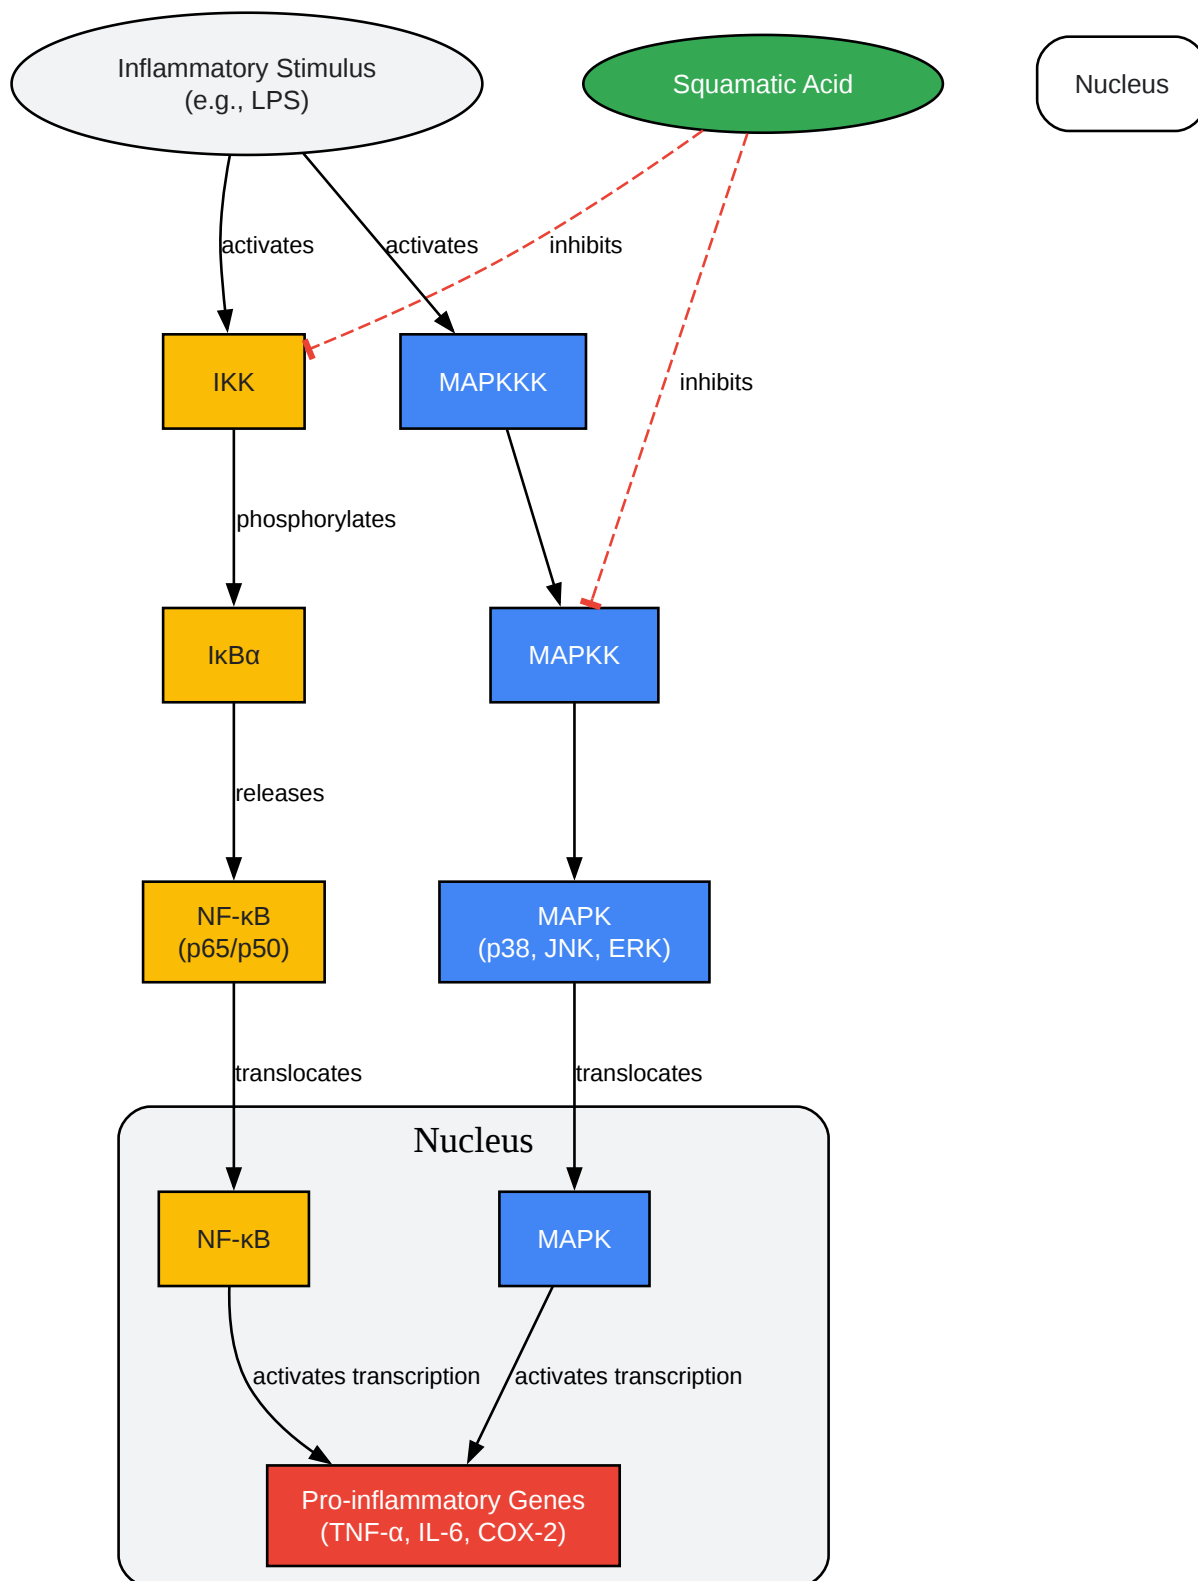 Inflammatory Stimulus
(e.g., LPS)
Squamatic Acid
Nucleus
activates
activates
inhibits
IKK
MAPKKK
inhibits
phosphorylates
IκBα
MAPKK
releases
NF-κB
(p65/p50)
MAPK
(p38, JNK, ERK)
translocates
translocates
Nucleus
NF-κB
MAPK
activates transcription
activates transcription
Pro-inflammatory Genes
(TNF-α, IL-6, COX-2)